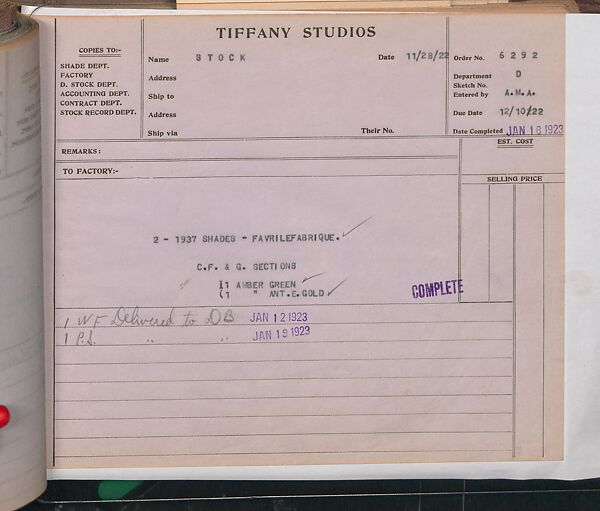 TIFFANY STUDIOS
COPIES TO:-
SHADE DEPT.
FACTORY
D. STOCK DEPT.
ACCOUNTING DEPT.
CONTRACT DEPT.
STOCK RECORD DEPT.
Name STOCK Date 11/28/22
Address
Ship to
Address
Ship via Their No.
Order No. 6292
Department D
Sketch No.
Entered by A.M.A.
Due Date 12/10/22
Date Completed JAN 18 1923
REMARKS:
EST. COST
TO FACTORY:-
SELLING PRICE
2 - 1937 SHADES - FAVRILEFABRIQUE.
C.F. & G. SECTIONS
(1 AMBER GREEN
(1 " ANT.E.GOLD
COMPLETE
1 W F Delivered to DB JAN 12 1923
1 P.S. " " JAN 15 1923